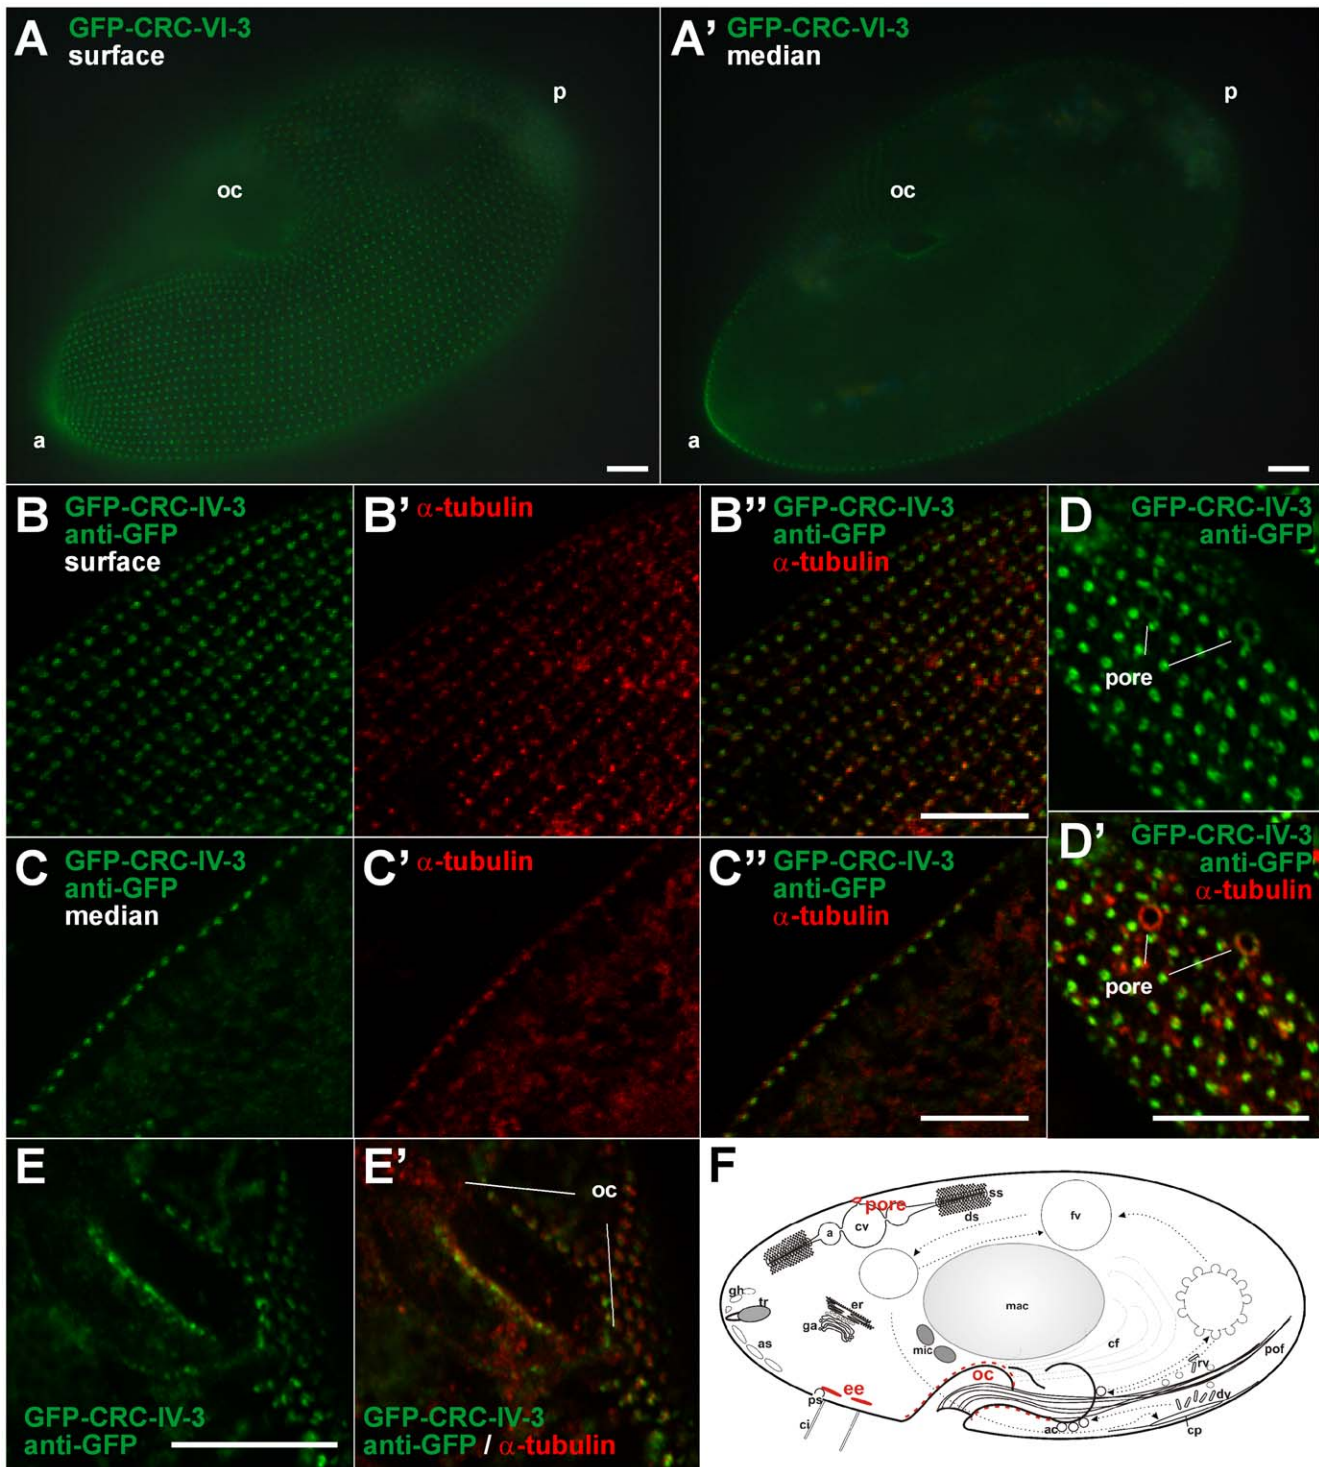 A
GFP-CRC-VI-3
surface
p
oc
a
A'
GFP-CRC-VI-3
median
p
oc
a
B
GFP-CRC-IV-3
anti-GFP
surface
B'
α-tubulin
B''
GFP-CRC-IV-3
anti-GFP
α-tubulin
D
GFP-CRC-IV-3
anti-GFP
pore
C
GFP-CRC-IV-3
anti-GFP
median
C'
α-tubulin
C''
GFP-CRC-IV-3
anti-GFP
α-tubulin
D'
GFP-CRC-IV-3
anti-GFP
α-tubulin
pore
E
GFP-CRC-IV-3
anti-GFP
E'
oc
GFP-CRC-IV-3
anti-GFP / α-tubulin
F
pore
ss
ds
fv
cv
a
gh
tr
er
mac
ga
as
mic
cf
pof
rv
oc
ee
ps
dv
ci
ac
cp